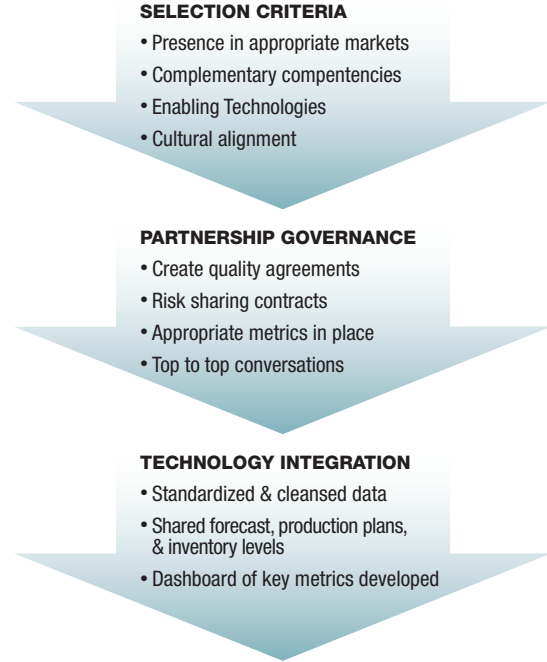 SELECTION CRITERIA
• Presence in appropriate markets
• Complementary compentencies
• Enabling Technologies
• Cultural alignment
PARTNERSHIP GOVERNANCE
• Create quality agreements
• Risk sharing contracts
• Appropriate metrics in place
• Top to top conversations
TECHNOLOGY INTEGRATION
• Standardized & cleansed data
• Shared forecast, production plans,
& inventory levels
• Dashboard of key metrics developed